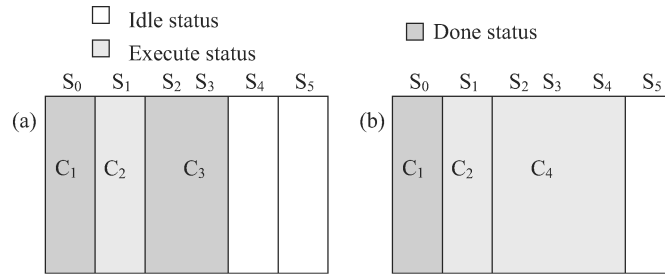 Idle status
Execute status
Done status
S₀ S₁ S₂ S₃ S₄ S₅
(a)
C₁ C₂ C₃
S₀ S₁ S₂ S₃ S₄ S₅
(b)
C₁ C₂ C₄